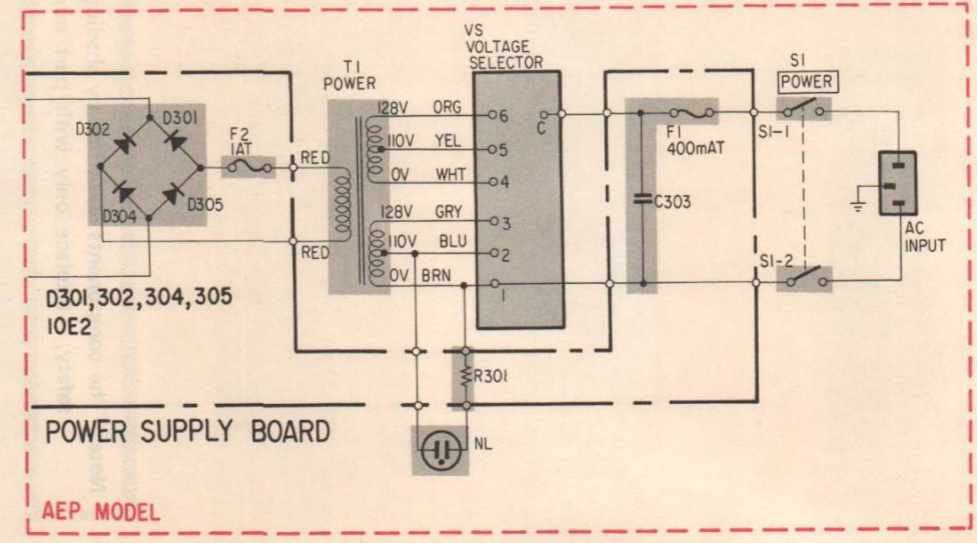 VS
VOLTAGE
SELECTOR
T1
POWER
S1
POWER
128V ORG
6
C
D302
D301
F2
1AT
RED
110V YEL
5
F1
400mAT
S1-1
0V WHT
4
D304
D305
128V GRY
3
C303
AC
INPUT
RED
110V BLU
2
S1-2
0V BRN
1
D301,302,304,305
10E2
R301
POWER SUPPLY BOARD
NL
AEP MODEL